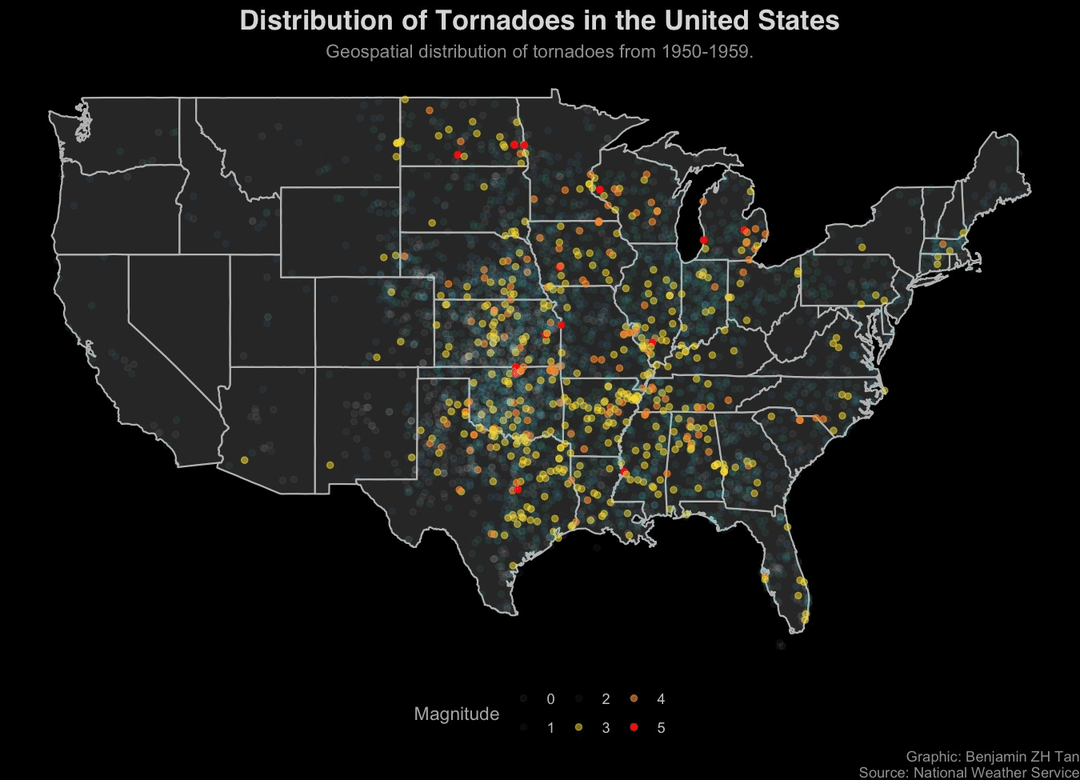 Distribution of Tornadoes in the United States
Geospatial distribution of tornadoes from 1950-1959.
Magnitude
0 2 4
1 3 5
Graphic: Benjamin ZH Tan
Source: National Weather Service